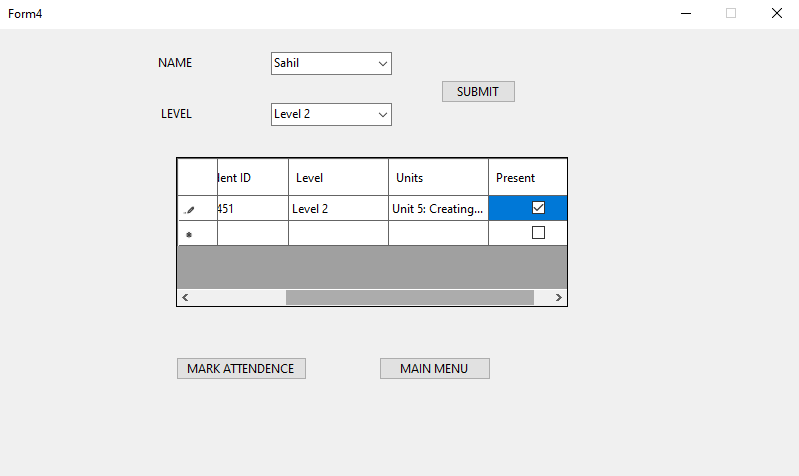 Form4
NAME Sahil
SUBMIT
LEVEL Level 2
lent ID Level Units Present
451 Level 2 Unit 5: Creating...
MARK ATTENDENCE MAIN MENU